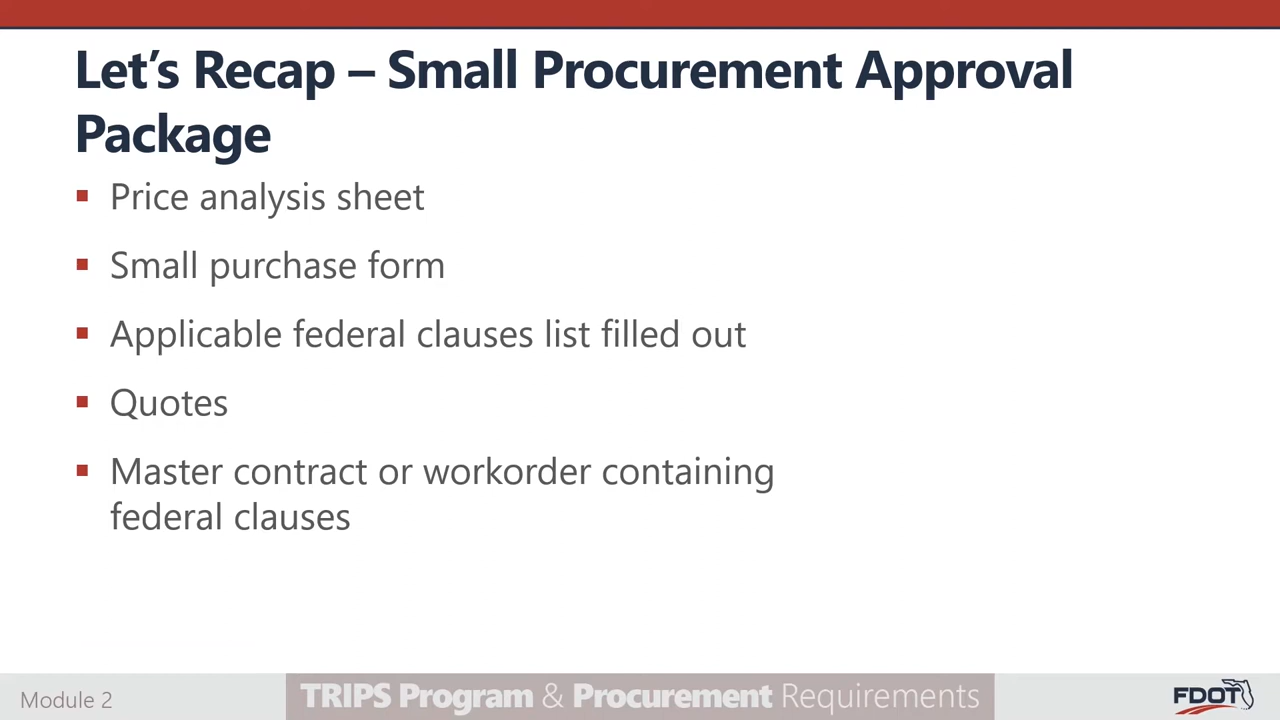 Let's Recap – Small Procurement Approval
Package
Price analysis sheet
Small purchase form
Applicable federal clauses list filled out
Quotes
Master contract or workorder containing
federal clauses
Module 2
TRIPS Program & Procurement Requirements
FDOT